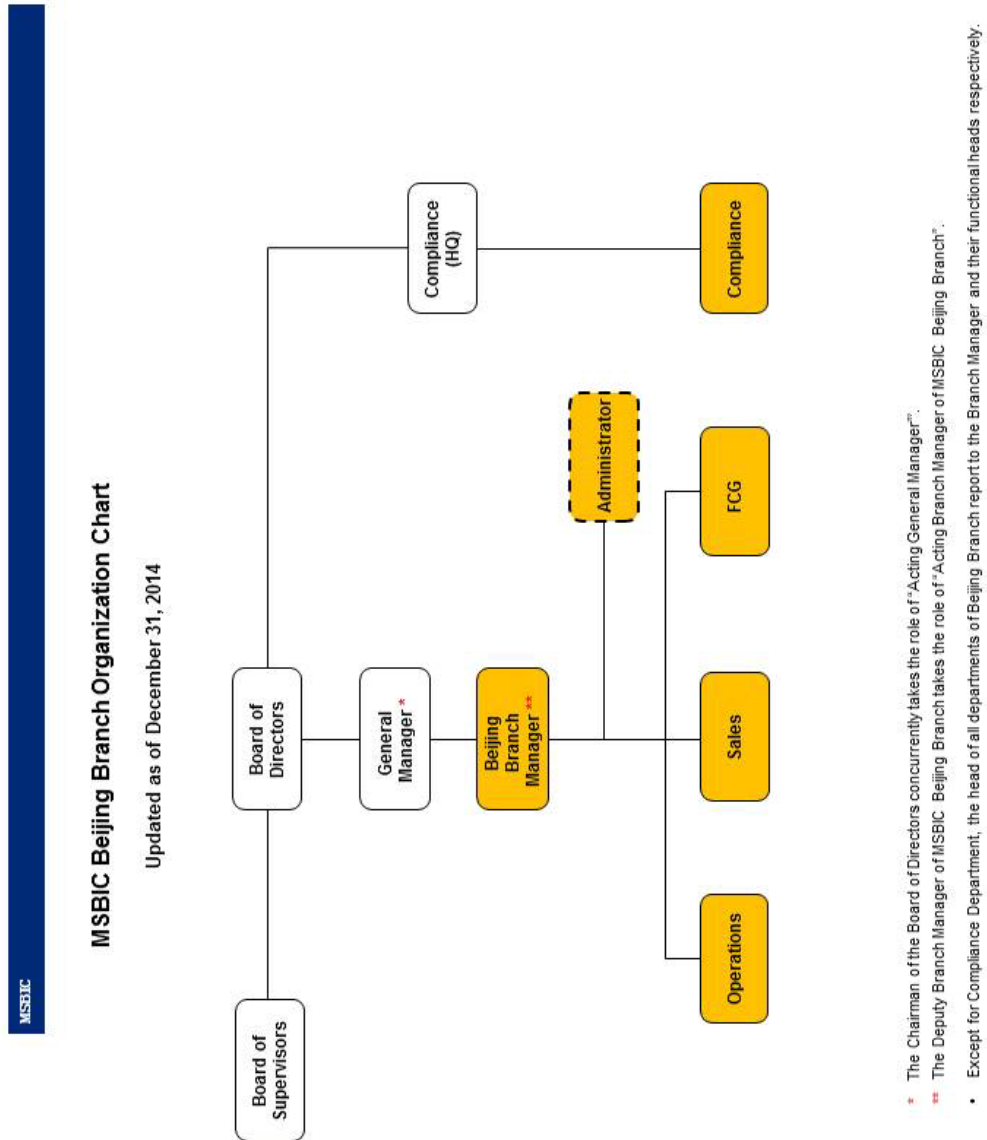 MSBIC
MSBIC Beijing Branch Organization Chart
Updated as of December 31, 2014
Board of
Supervisors
Board of
Directors
General
Manager *
Compliance
(HQ)
Beijing
Branch
Manager **
Administrator
Operations
Sales
FCG
Compliance
* The Chairman of the Board of Directors concurrently takes the role of "Acting General Manager".
** The Deputy Branch Manager of MSBIC Beijing Branch takes the role of "Acting Branch Manager of MSBIC Beijing Branch".
• Except for Compliance Department, the head of all departments of Beijing Branch report to the Branch Manager and their functional heads respectively.